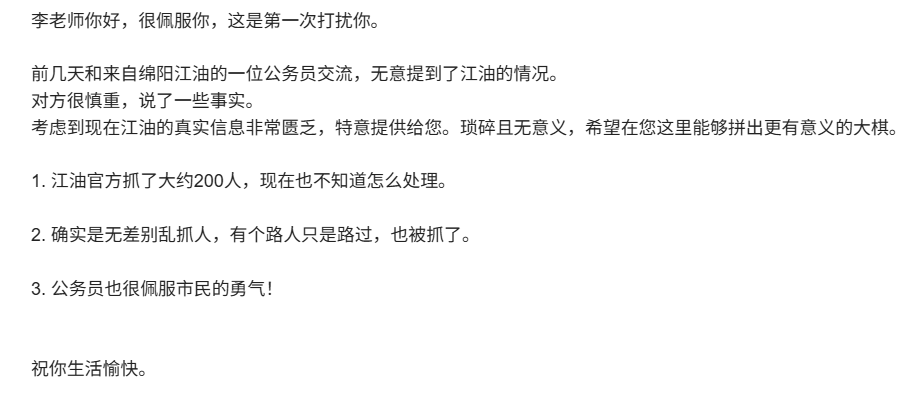 李老师你好，很佩服你，这是第一次打扰你。
前几天和来自绵阳江油的一位公务员交流，无意提到了江油的情况。
对方很慎重，说了一些事实。
考虑到现在江油的真实信息非常匮乏，特意提供给您。琐碎且无意义，希望在您这里能够拼出更有意义的大棋。
1. 江油官方抓了大约200人，现在也不知道怎么处理。
2. 确实是无差别乱抓人，有个路人只是路过，也被抓了。
3. 公务员也很佩服市民的勇气！
祝你生活愉快。